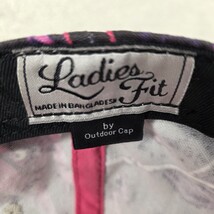 Ladies Fit
MADE IN BANGLADESH
by
Outdoor Cap